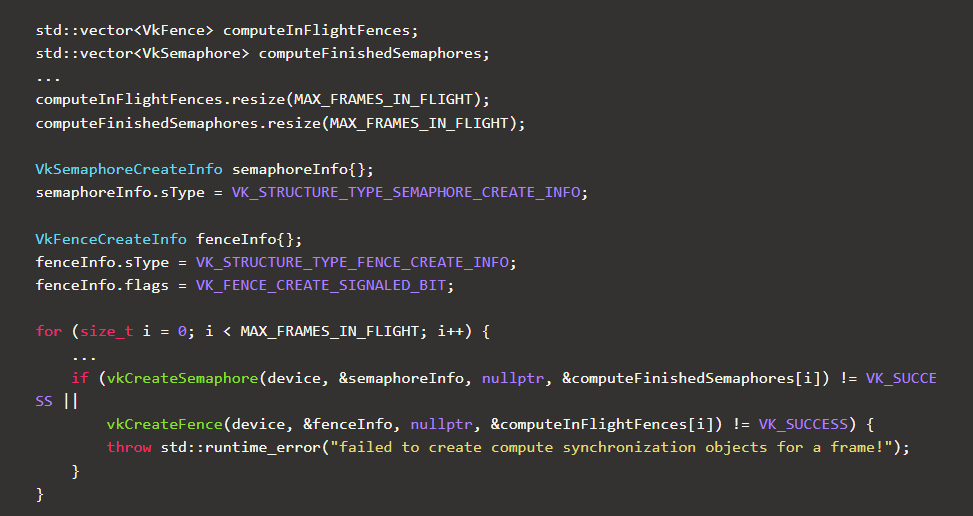 std::vector<VkFence> computeInFlightFences;
std::vector<VkSemaphore> computeFinishedSemaphores;
...
computeInFlightFences.resize(MAX_FRAMES_IN_FLIGHT);
computeFinishedSemaphores.resize(MAX_FRAMES_IN_FLIGHT);

VkSemaphoreCreateInfo semaphoreInfo{};
semaphoreInfo.sType = VK_STRUCTURE_TYPE_SEMAPHORE_CREATE_INFO;

VkFenceCreateInfo fenceInfo{};
fenceInfo.sType = VK_STRUCTURE_TYPE_FENCE_CREATE_INFO;
fenceInfo.flags = VK_FENCE_CREATE_SIGNALED_BIT;

for (size_t i = 0; i < MAX_FRAMES_IN_FLIGHT; i++) {
    ...
    if (vkCreateSemaphore(device, &semaphoreInfo, nullptr, &computeFinishedSemaphores[i]) != VK_SUCCE
SS ||
        vkCreateFence(device, &fenceInfo, nullptr, &computeInFlightFences[i]) != VK_SUCCESS) {
        throw std::runtime_error("failed to create compute synchronization objects for a frame!");
    }
}